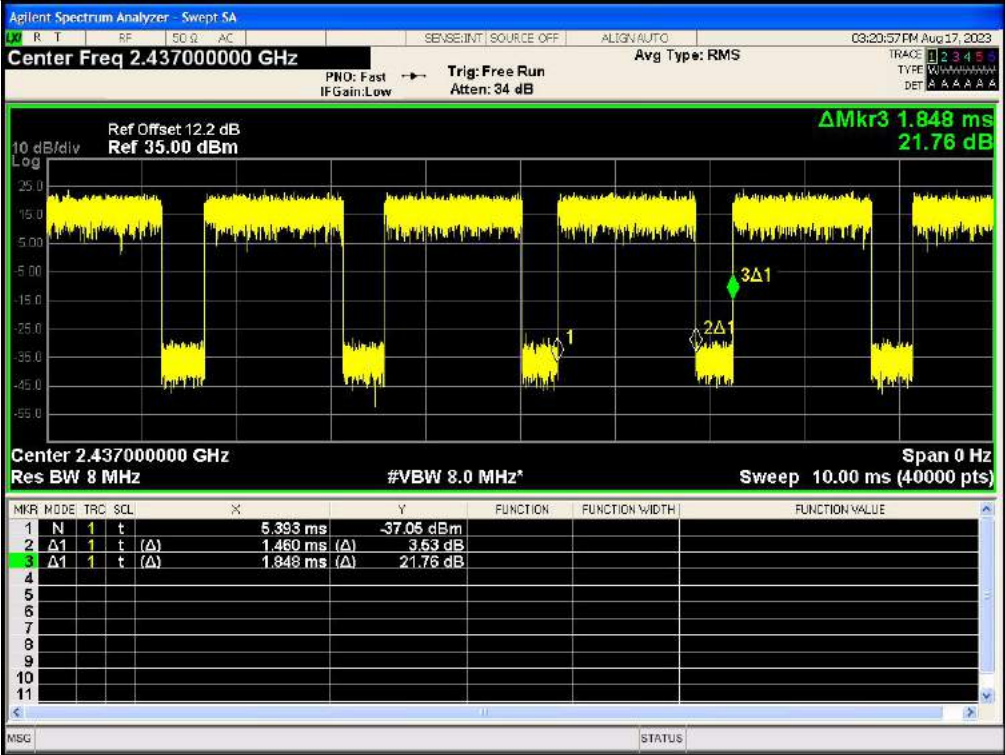 Agilent Spectrum Analyzer - Swept SA
LXI R T RF 50 Ω AC SENSE:INT SOURCE OFF ALIGN AUTO 03:20:57 PM Aug 17, 2023
Center Freq 2.437000000 GHz
PNO: Fast
IFGain:Low
Trig: Free Run
Atten: 34 dB
Avg Type: RMS
TRACE 1 2 3 4 5 6
TYPE
DET A A A A A A
ΔMkr3 1.848 ms
21.76 dB
Ref Offset 12.2 dB
10 dB/div Ref 35.00 dBm
Log
25.0
15.0
5.00
-5.00
-15.0
-25.0
-35.0
-45.0
-55.0
3Δ1
2Δ1
1
Center 2.437000000 GHz Span 0 Hz
Res BW 8 MHz #VBW 8.0 MHz* Sweep 10.00 ms (40000 pts)
MKR MODE TRC SCL X Y FUNCTION FUNCTION WIDTH FUNCTION VALUE
1 N 1 t 5.393 ms -37.05 dBm
2 Δ1 1 t (Δ) 1.460 ms (Δ) 3.53 dB
3 Δ1 1 t (Δ) 1.848 ms (Δ) 21.76 dB
4
5
6
7
8
9
10
11
MSG STATUS